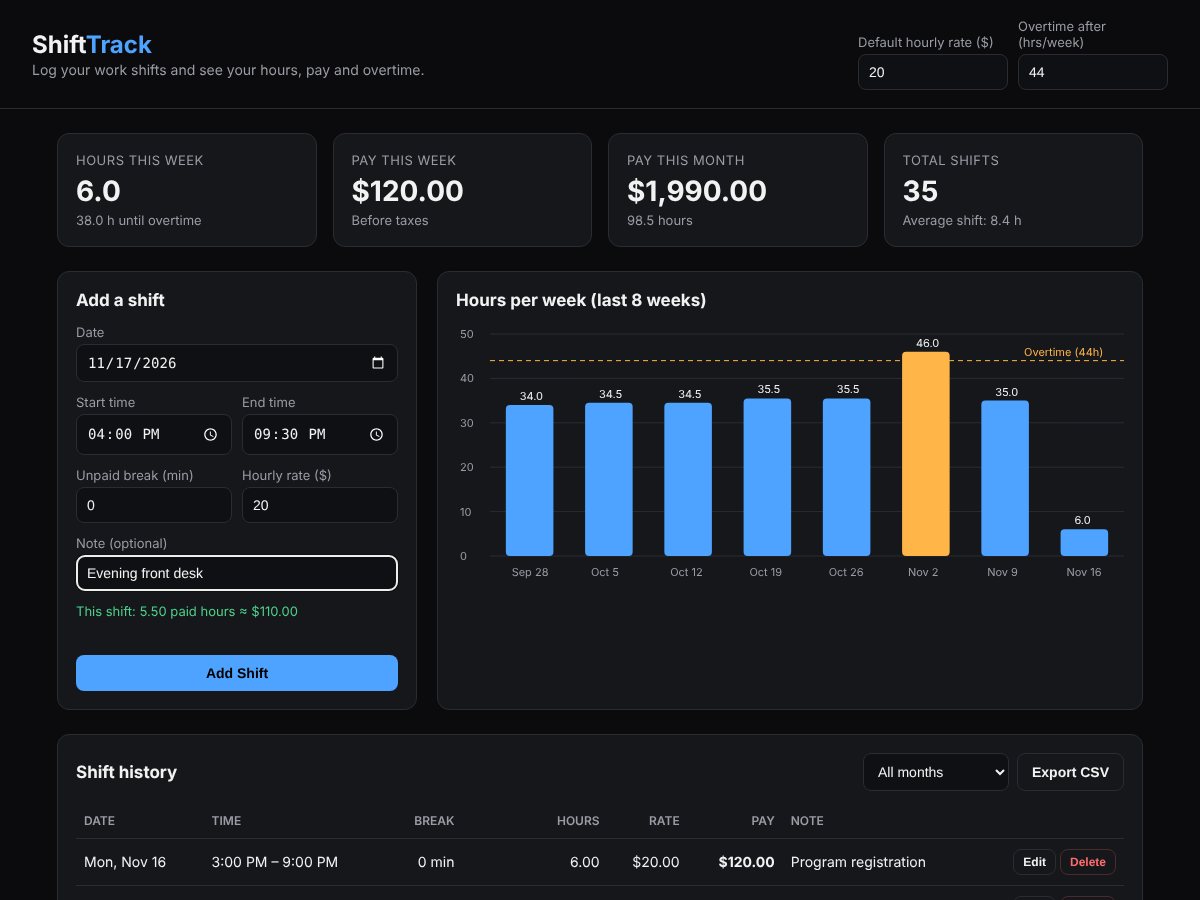 ShiftTrack
Log your work shifts and see your hours, pay and overtime.
Default hourly rate ($)
20
Overtime after
(hrs/week)
44
HOURS THIS WEEK
6.0
38.0 h until overtime
PAY THIS WEEK
$120.00
Before taxes
PAY THIS MONTH
$1,990.00
98.5 hours
TOTAL SHIFTS
35
Average shift: 8.4 h
Add a shift
Date
11/17/2026
Start time
End time
04:00 PM
09:30 PM
Unpaid break (min)
Hourly rate ($)
0
20
Note (optional)
Evening front desk
This shift: 5.50 paid hours ≈ $110.00
Add Shift
Hours per week (last 8 weeks)
50
40
30
20
10
0
Overtime (44h)
34.0
34.5
34.5
35.5
35.5
46.0
35.0
6.0
Sep 28
Oct 5
Oct 12
Oct 19
Oct 26
Nov 2
Nov 9
Nov 16
Shift history
All months
Export CSV
DATE TIME BREAK HOURS RATE PAY NOTE
Mon, Nov 16 3:00 PM – 9:00 PM 0 min 6.00 $20.00 $120.00 Program registration Edit Delete